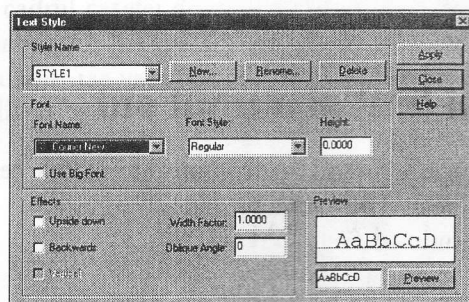 Text Style
Style Name
STYLE1
New...
Rename...
Delete
Apply
Close
Help
Font
Font Name:
Font Style:
Height:
Courier New
Regular
0.0000
Use Big Font
Effects
Upside down
Backwards
Vertical
Width Factor:
1.0000
Oblique Angle:
0
Preview
AaBbCcD
AaBbCcD
Preview